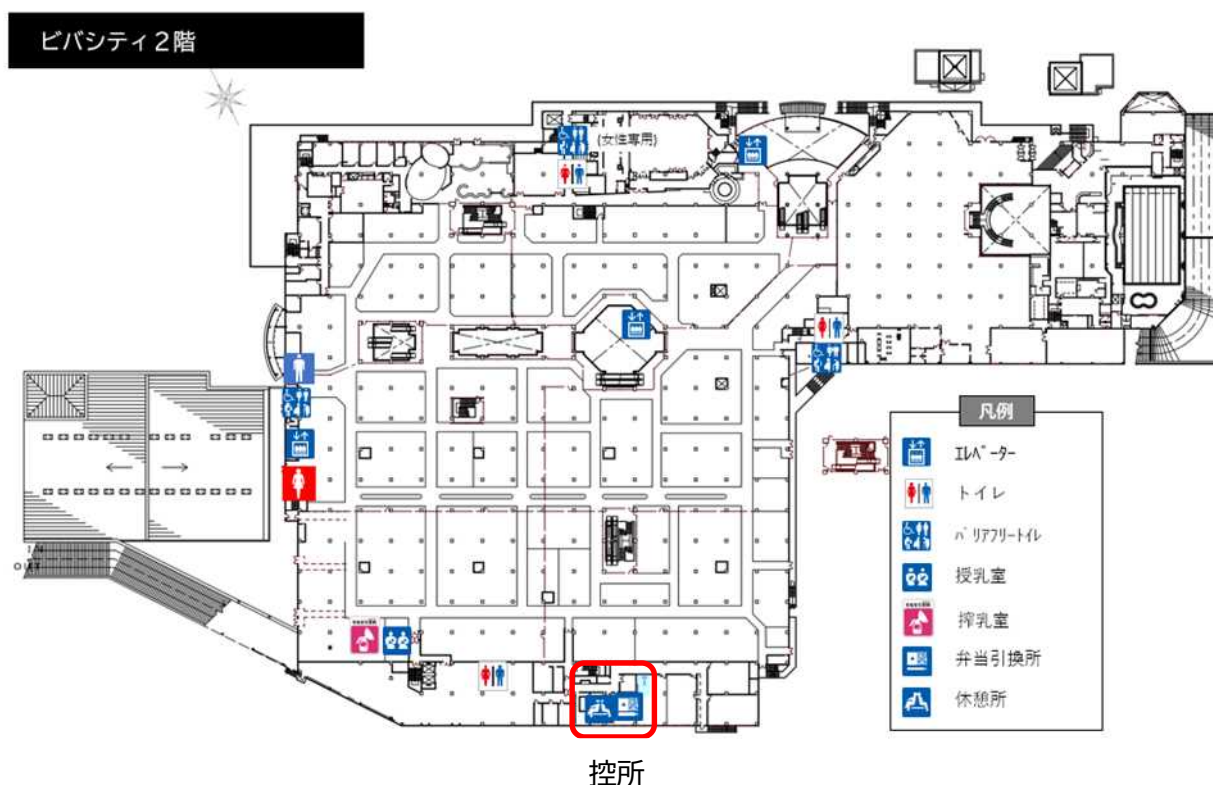 ビバシティ2階
(女性専用)
凡例
エレベーター
トイレ
バリアフリートイレ
授乳室
搾乳室
弁当引換所
休憩所
IN
OUT
控所